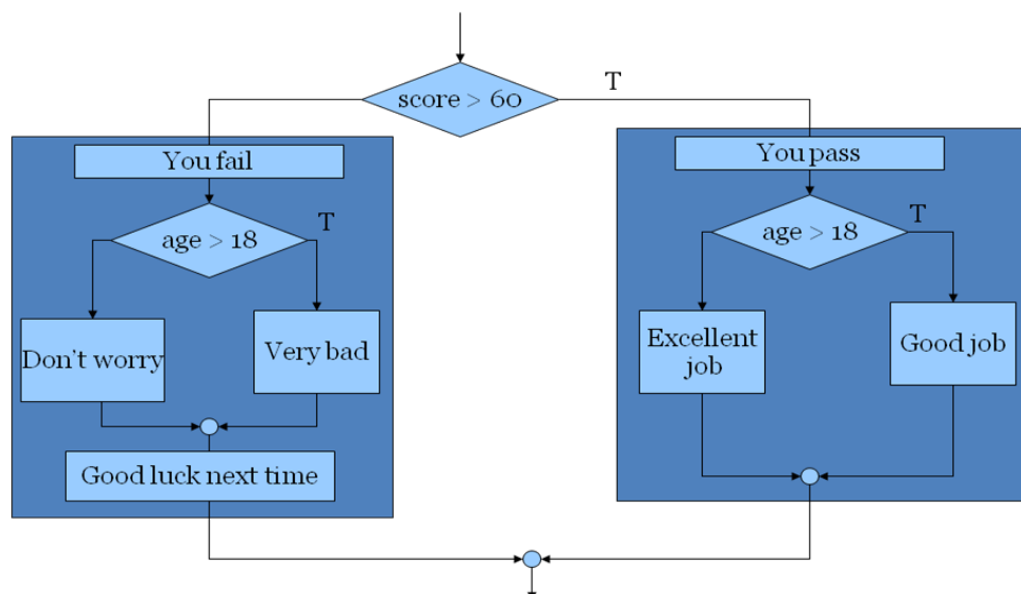 score > 60
T
You fail
age > 18
T
Don't worry
Very bad
Good luck next time
You pass
age > 18
T
Excellent
job
Good job